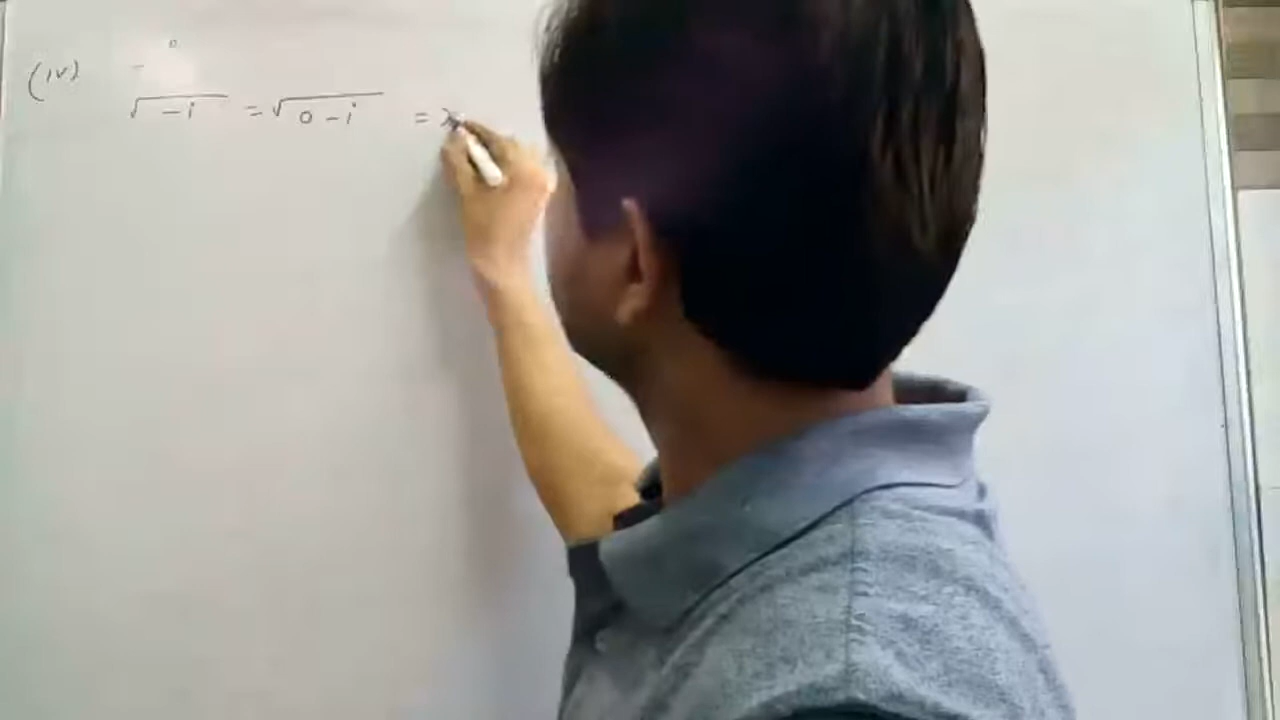 (iv) √-i = √0-i = x